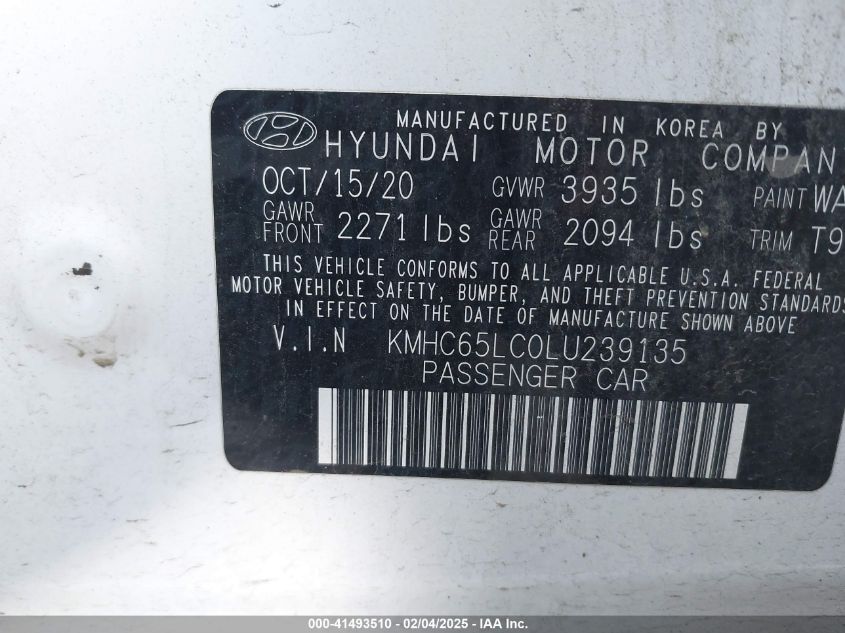 MANUFACTURED IN KOREA BY
HYUNDAI MOTOR COMPAN
OCT/15/20 GVWR 3935 lbs PAINT WA
GAWR FRONT 2271 lbs GAWR REAR 2094 lbs TRIM T9
THIS VEHICLE CONFORMS TO ALL APPLICABLE U.S.A. FEDERAL
MOTOR VEHICLE SAFETY, BUMPER, AND THEFT PREVENTION STANDARDS
IN EFFECT ON THE DATE OF MANUFACTURE SHOWN ABOVE
V.I.N KMHC65LC0LU239135
PASSENGER CAR
000-41493510 - 02/04/2025 - IAA Inc.